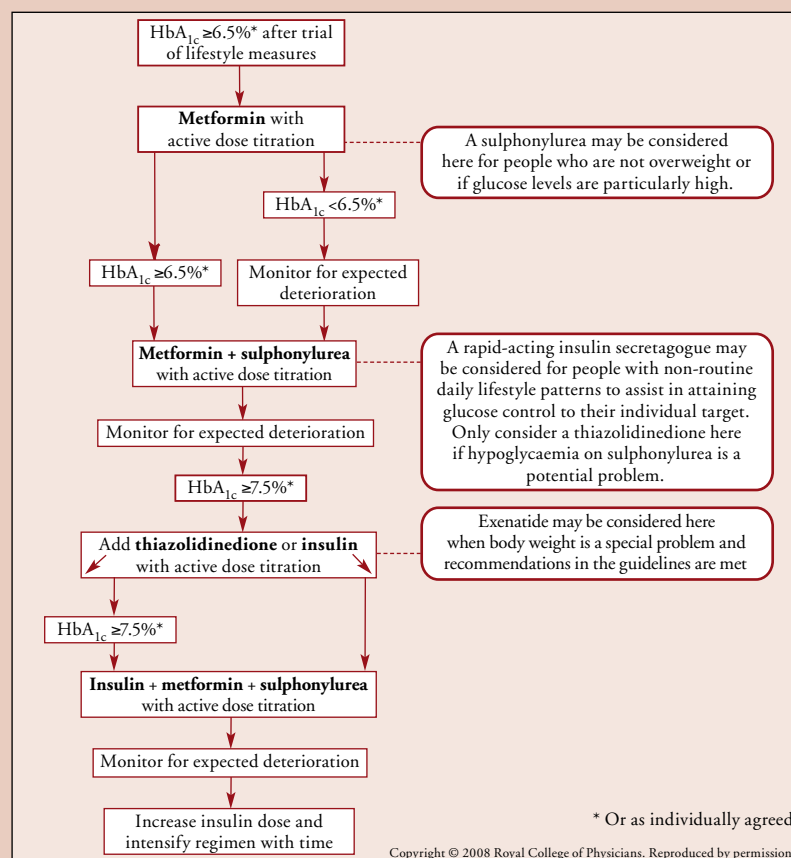 HbA1c ≥6.5%* after trial
of lifestyle measures
Metformin with
active dose titration
A sulphonylurea may be considered
here for people who are not overweight or
if glucose levels are particularly high.
HbA1c <6.5%*
HbA1c ≥6.5%*
Monitor for expected
deterioration
Metformin + sulphonylurea
with active dose titration
A rapid-acting insulin secretagogue may
be considered for people with non-routine
daily lifestyle patterns to assist in attaining
glucose control to their individual target.
Only consider a thiazolidinedione here
if hypoglycaemia on sulphonylurea is a
potential problem.
Monitor for expected deterioration
HbA1c ≥7.5%*
Add thiazolidinedione or insulin
with active dose titration
Exenatide may be considered here
when body weight is a special problem and
recommendations in the guidelines are met
HbA1c ≥7.5%*
Insulin + metformin + sulphonylurea
with active dose titration
Monitor for expected deterioration
Increase insulin dose and
intensify regimen with time
* Or as individually agreed
Copyright © 2008 Royal College of Physicians. Reproduced by permission